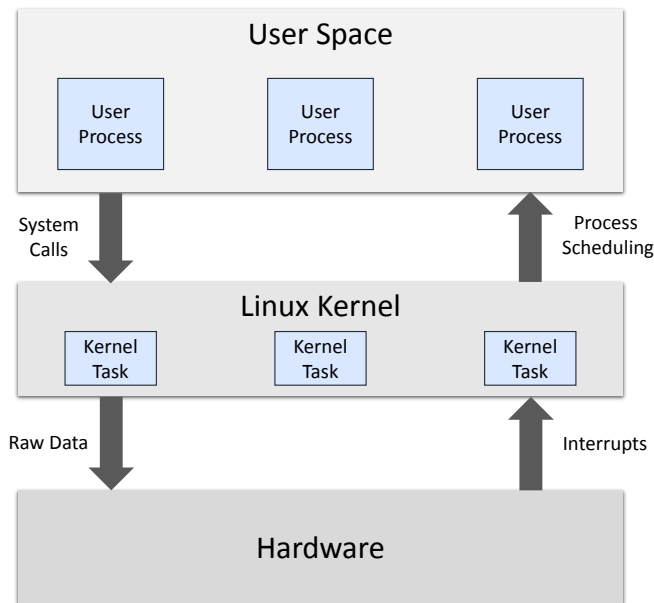 User Space
User
Process
User
Process
User
Process
System
Calls
Process
Scheduling
Linux Kernel
Kernel
Task
Kernel
Task
Kernel
Task
Raw Data
Interrupts
Hardware